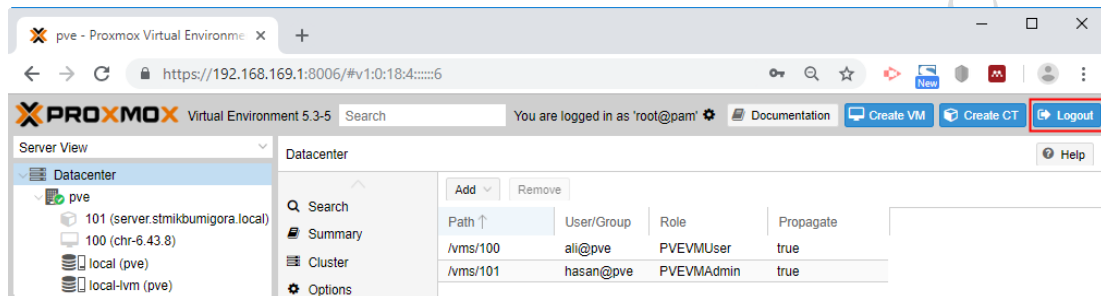 pve - Proxmox Virtual Environme
https://192.168.169.1:8006/#v1:0:18:4::::::6
New
PROXMOX Virtual Environment 5.3-5 Search You are logged in as 'root@pam' Documentation Create VM Create CT Logout
Server View
Datacenter
Help
Datacenter
pve
101 (server.stmikbumigora.local)
100 (chr-6.43.8)
local (pve)
local-lvm (pve)
Search
Summary
Cluster
Options
Add Remove
Path User/Group Role Propagate
/vms/100 ali@pve PVEVMUser true
/vms/101 hasan@pve PVEVMAdmin true